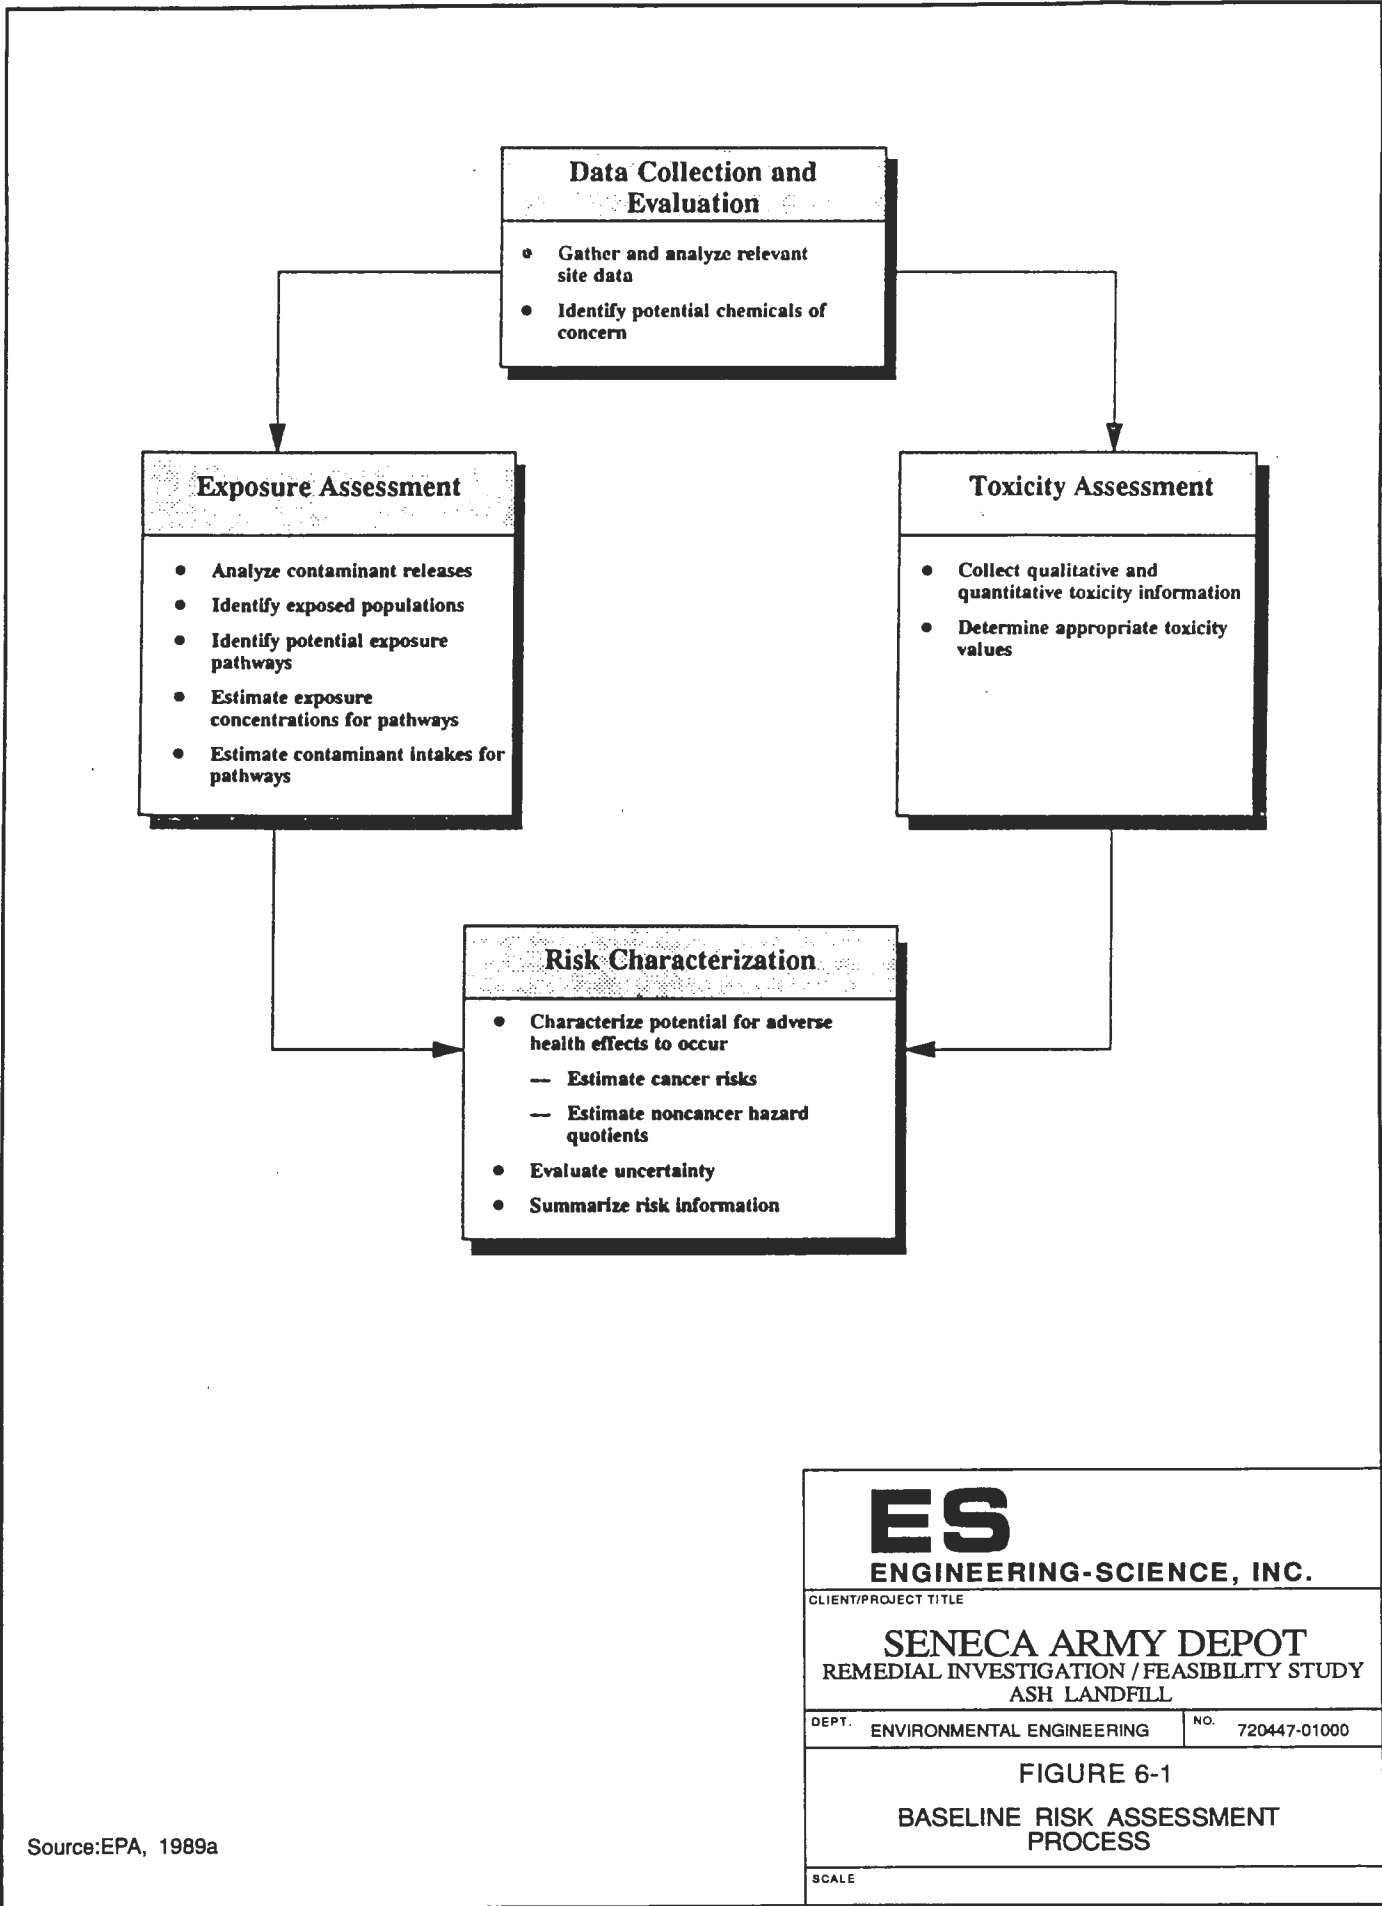 Data Collection and
Evaluation
● Gather and analyze relevant
site data
● Identify potential chemicals of
concern
Exposure Assessment
● Analyze contaminant releases
● Identify exposed populations
● Identify potential exposure
pathways
● Estimate exposure
concentrations for pathways
● Estimate contaminant intakes for
pathways
Toxicity Assessment
● Collect qualitative and
quantitative toxicity information
● Determine appropriate toxicity
values
Risk Characterization
● Characterize potential for adverse
health effects to occur
— Estimate cancer risks
— Estimate noncancer hazard
quotients
● Evaluate uncertainty
● Summarize risk information
ES
ENGINEERING-SCIENCE, INC.
CLIENT/PROJECT TITLE
SENECA ARMY DEPOT
REMEDIAL INVESTIGATION / FEASIBILITY STUDY
ASH LANDFILL
DEPT. ENVIRONMENTAL ENGINEERING
NO. 720447-01000
FIGURE 6-1
BASELINE RISK ASSESSMENT
PROCESS
SCALE
Source:EPA, 1989a